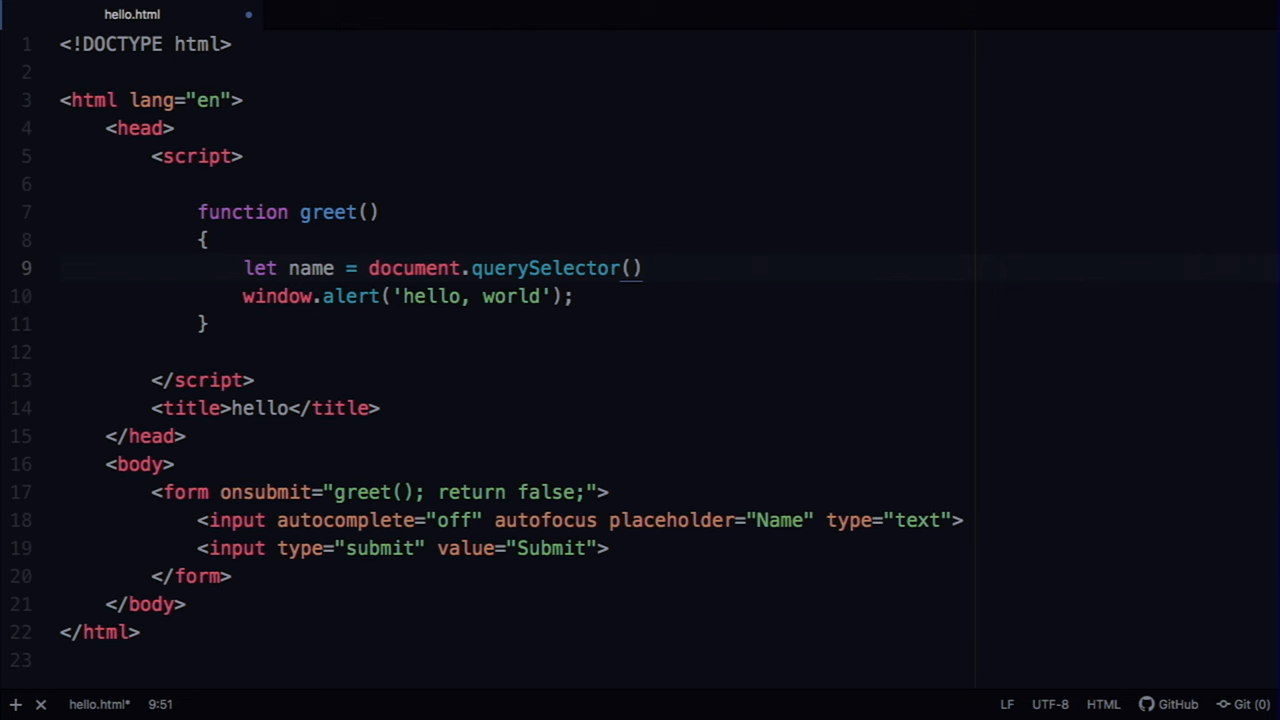 hello.html
1 <!DOCTYPE html>
2
3 <html lang="en">
4     <head>
5         <script>
6
7             function greet()
8             {
9                 let name = document.querySelector()
10                 window.alert('hello, world');
11             }
12
13         </script>
14         <title>hello</title>
15     </head>
16     <body>
17         <form onsubmit="greet(); return false;">
18             <input autocomplete="off" autofocus placeholder="Name" type="text">
19             <input type="submit" value="Submit">
20         </form>
21     </body>
22 </html>
23
hello.html* 9:51 LF UTF-8 HTML GitHub Git (0)